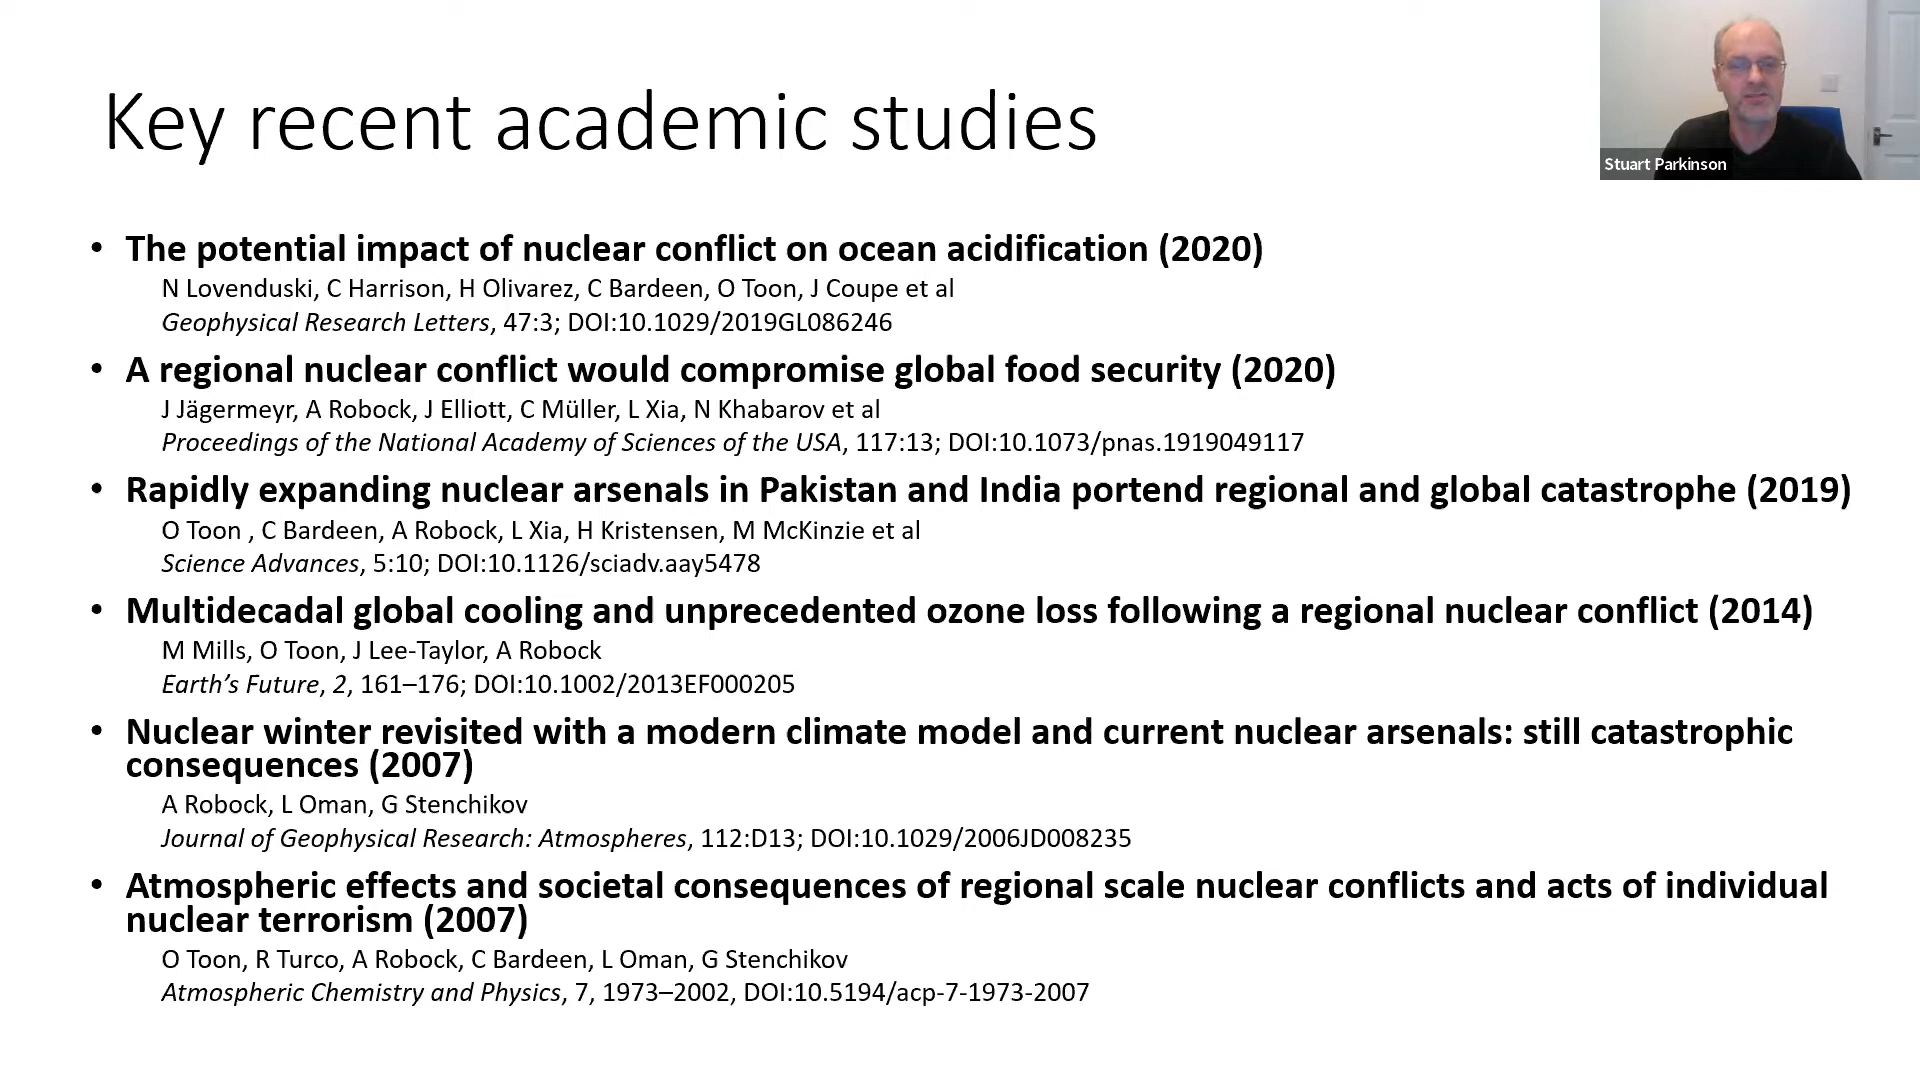 Key recent academic studies
Stuart Parkinson
• The potential impact of nuclear conflict on ocean acidification (2020)
N Lovenduski, C Harrison, H Olivarez, C Bardeen, O Toon, J Coupe et al
Geophysical Research Letters, 47:3; DOI:10.1029/2019GL086246
• A regional nuclear conflict would compromise global food security (2020)
J Jägermeyr, A Robock, J Elliott, C Müller, L Xia, N Khabarov et al
Proceedings of the National Academy of Sciences of the USA, 117:13; DOI:10.1073/pnas.1919049117
• Rapidly expanding nuclear arsenals in Pakistan and India portend regional and global catastrophe (2019)
O Toon , C Bardeen, A Robock, L Xia, H Kristensen, M McKinzie et al
Science Advances, 5:10; DOI:10.1126/sciadv.aay5478
• Multidecadal global cooling and unprecedented ozone loss following a regional nuclear conflict (2014)
M Mills, O Toon, J Lee-Taylor, A Robock
Earth’s Future, 2, 161–176; DOI:10.1002/2013EF000205
• Nuclear winter revisited with a modern climate model and current nuclear arsenals: still catastrophic
consequences (2007)
A Robock, L Oman, G Stenchikov
Journal of Geophysical Research: Atmospheres, 112:D13; DOI:10.1029/2006JD008235
• Atmospheric effects and societal consequences of regional scale nuclear conflicts and acts of individual
nuclear terrorism (2007)
O Toon, R Turco, A Robock, C Bardeen, L Oman, G Stenchikov
Atmospheric Chemistry and Physics, 7, 1973–2002, DOI:10.5194/acp-7-1973-2007